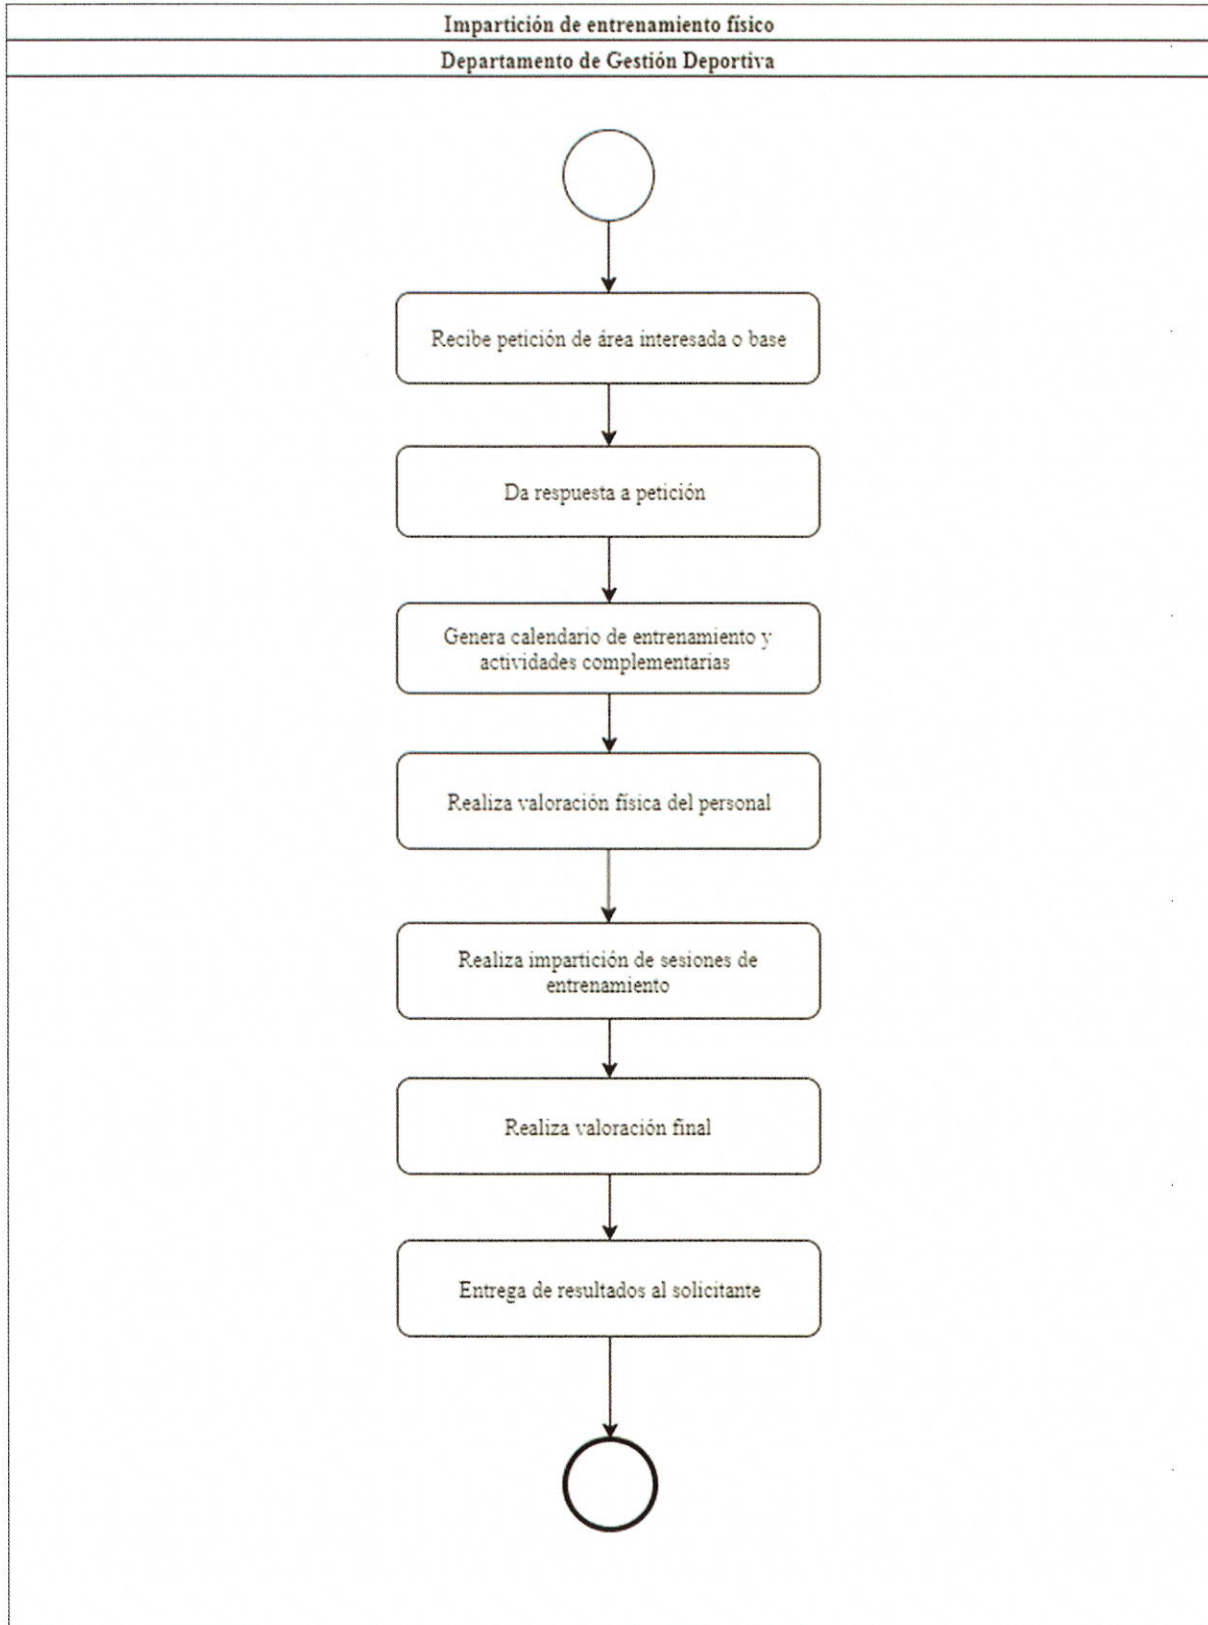 Impartición de entrenamiento físico
Departamento de Gestión Deportiva
Recibe petición de área interesada o base
Da respuesta a petición
Genera calendario de entrenamiento y
actividades complementarias
Realiza valoración física del personal
Realiza impartición de sesiones de
entrenamiento
Realiza valoración final
Entrega de resultados al solicitante